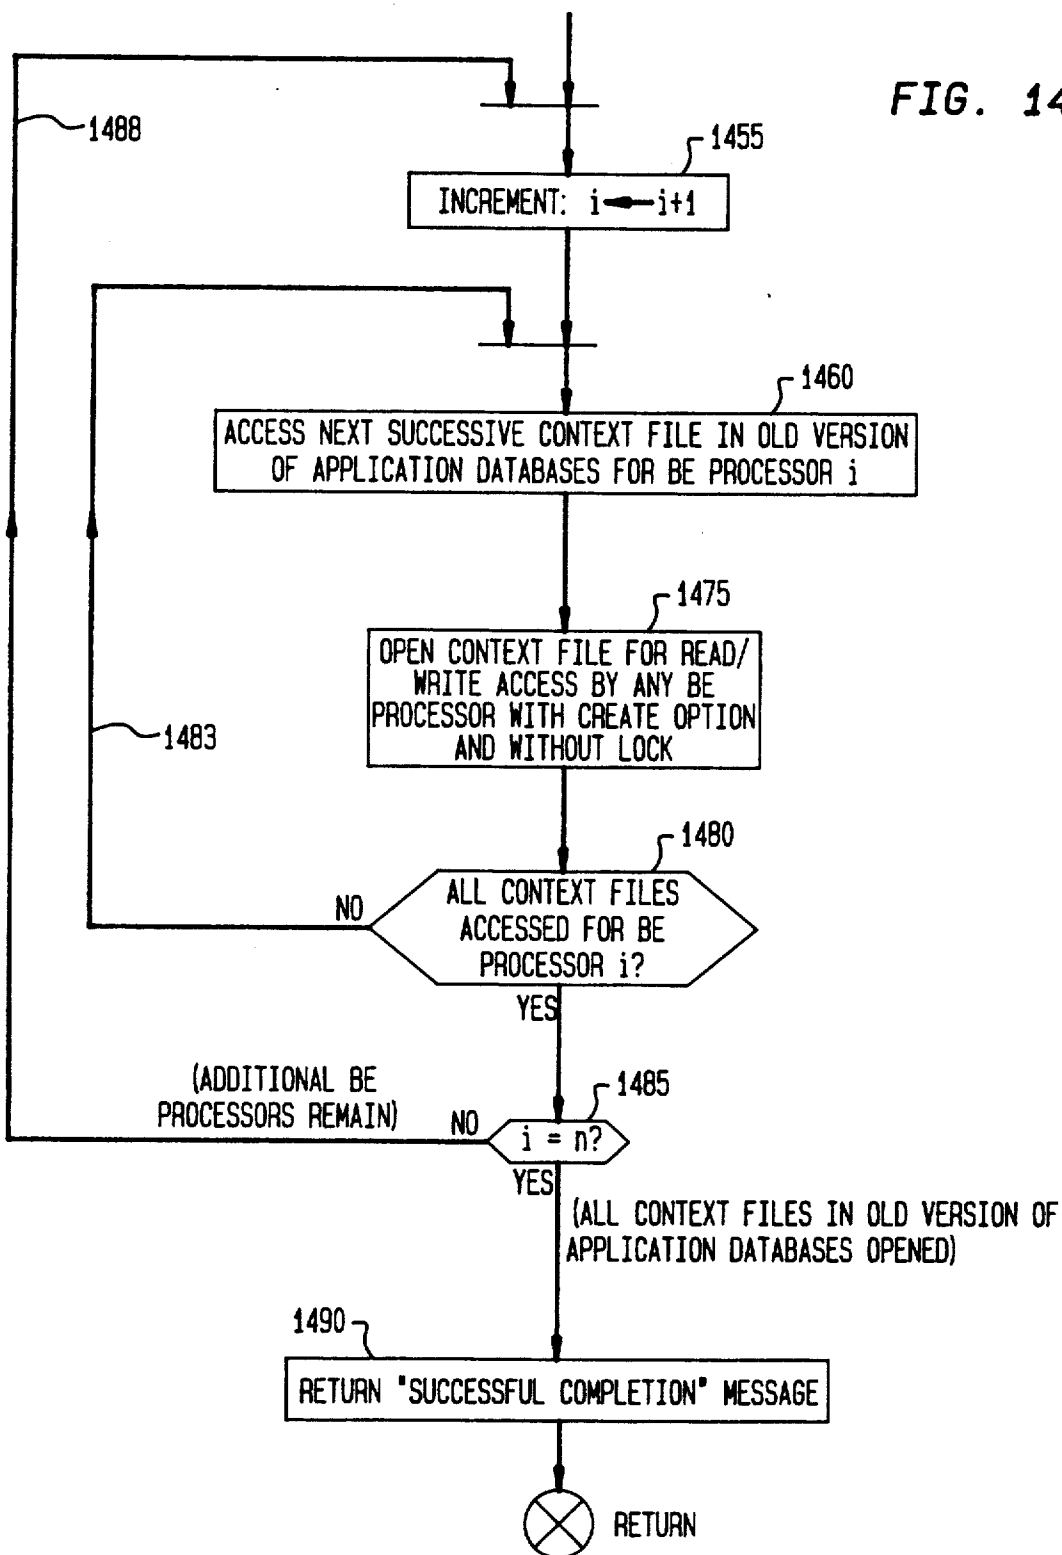 FIG. 14
1488
1455
INCREMENT: i ← i+1
1460
ACCESS NEXT SUCCESSIVE CONTEXT FILE IN OLD VERSION
OF APPLICATION DATABASES FOR BE PROCESSOR i
1475
OPEN CONTEXT FILE FOR READ/
WRITE ACCESS BY ANY BE
PROCESSOR WITH CREATE OPTION
AND WITHOUT LOCK
1483
1480
NO
ALL CONTEXT FILES
ACCESSED FOR BE
PROCESSOR i?
YES
(ADDITIONAL BE
PROCESSORS REMAIN)
NO
1485
i = n?
YES
(ALL CONTEXT FILES IN OLD VERSION OF
APPLICATION DATABASES OPENED)
1490
RETURN "SUCCESSFUL COMPLETION" MESSAGE
RETURN